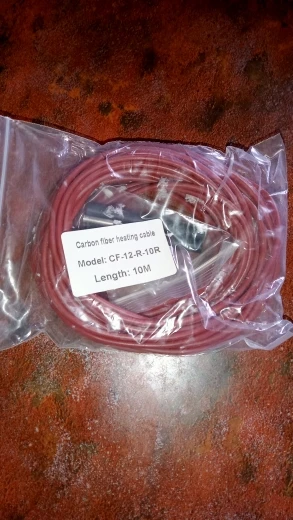 Carbon fiber heating cable
Model: CF-12-R-10R
Length: 10M